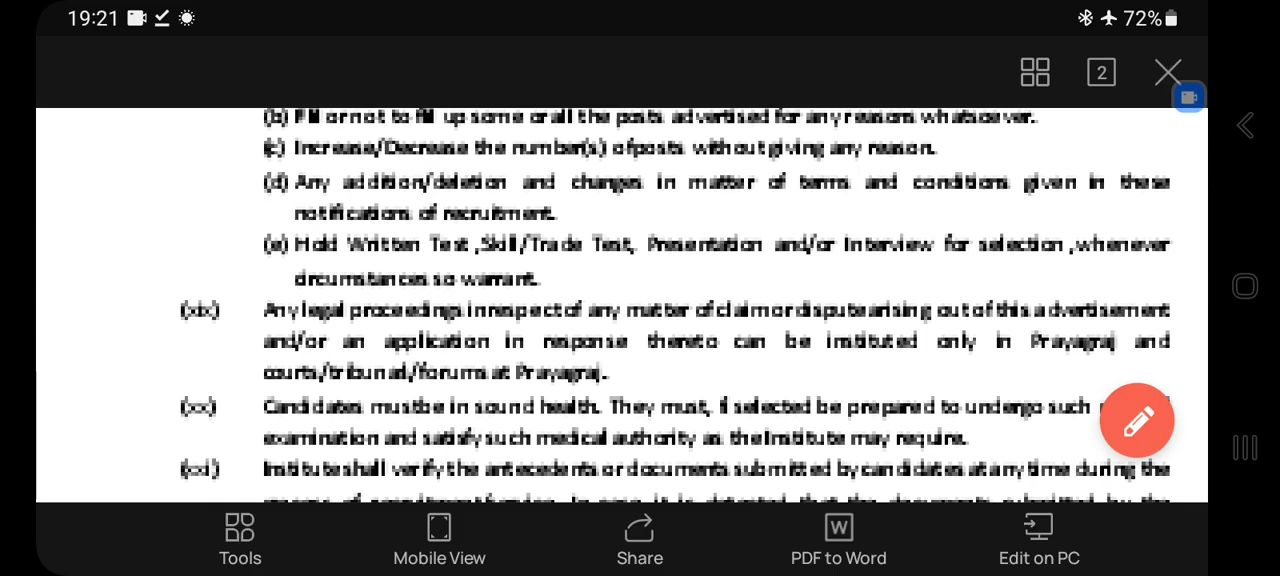 19:21
72%
2
(b) Fill or not to fill up some or all the posts advertised for any reasons whatsoever.
(c) Increase/Decrease the number(s) of posts without giving any reason.
(d) Any addition/deletion and changes in matter of terms and conditions given in these
notifications of recruitment.
(e) Hold Written Test ,Skill/Trade Test, Presentation and/or Interview for selection ,whenever
circumstances so warrant.
(xix) Any legal proceedings in respect of any matter of claim or dispute arising out of this advertisement
and/or an application in response thereto can be instituted only in Prayagraj and
courts/tribunal/forums at Prayagraj.
(xx) Candidates must be in sound health. They must, if selected be prepared to undergo such
examination and satisfy such medical authority as the Institute may require.
(xxi) Institute shall verify the antecedents or documents submitted by candidates at any time during the
Tools Mobile View Share PDF to Word Edit on PC